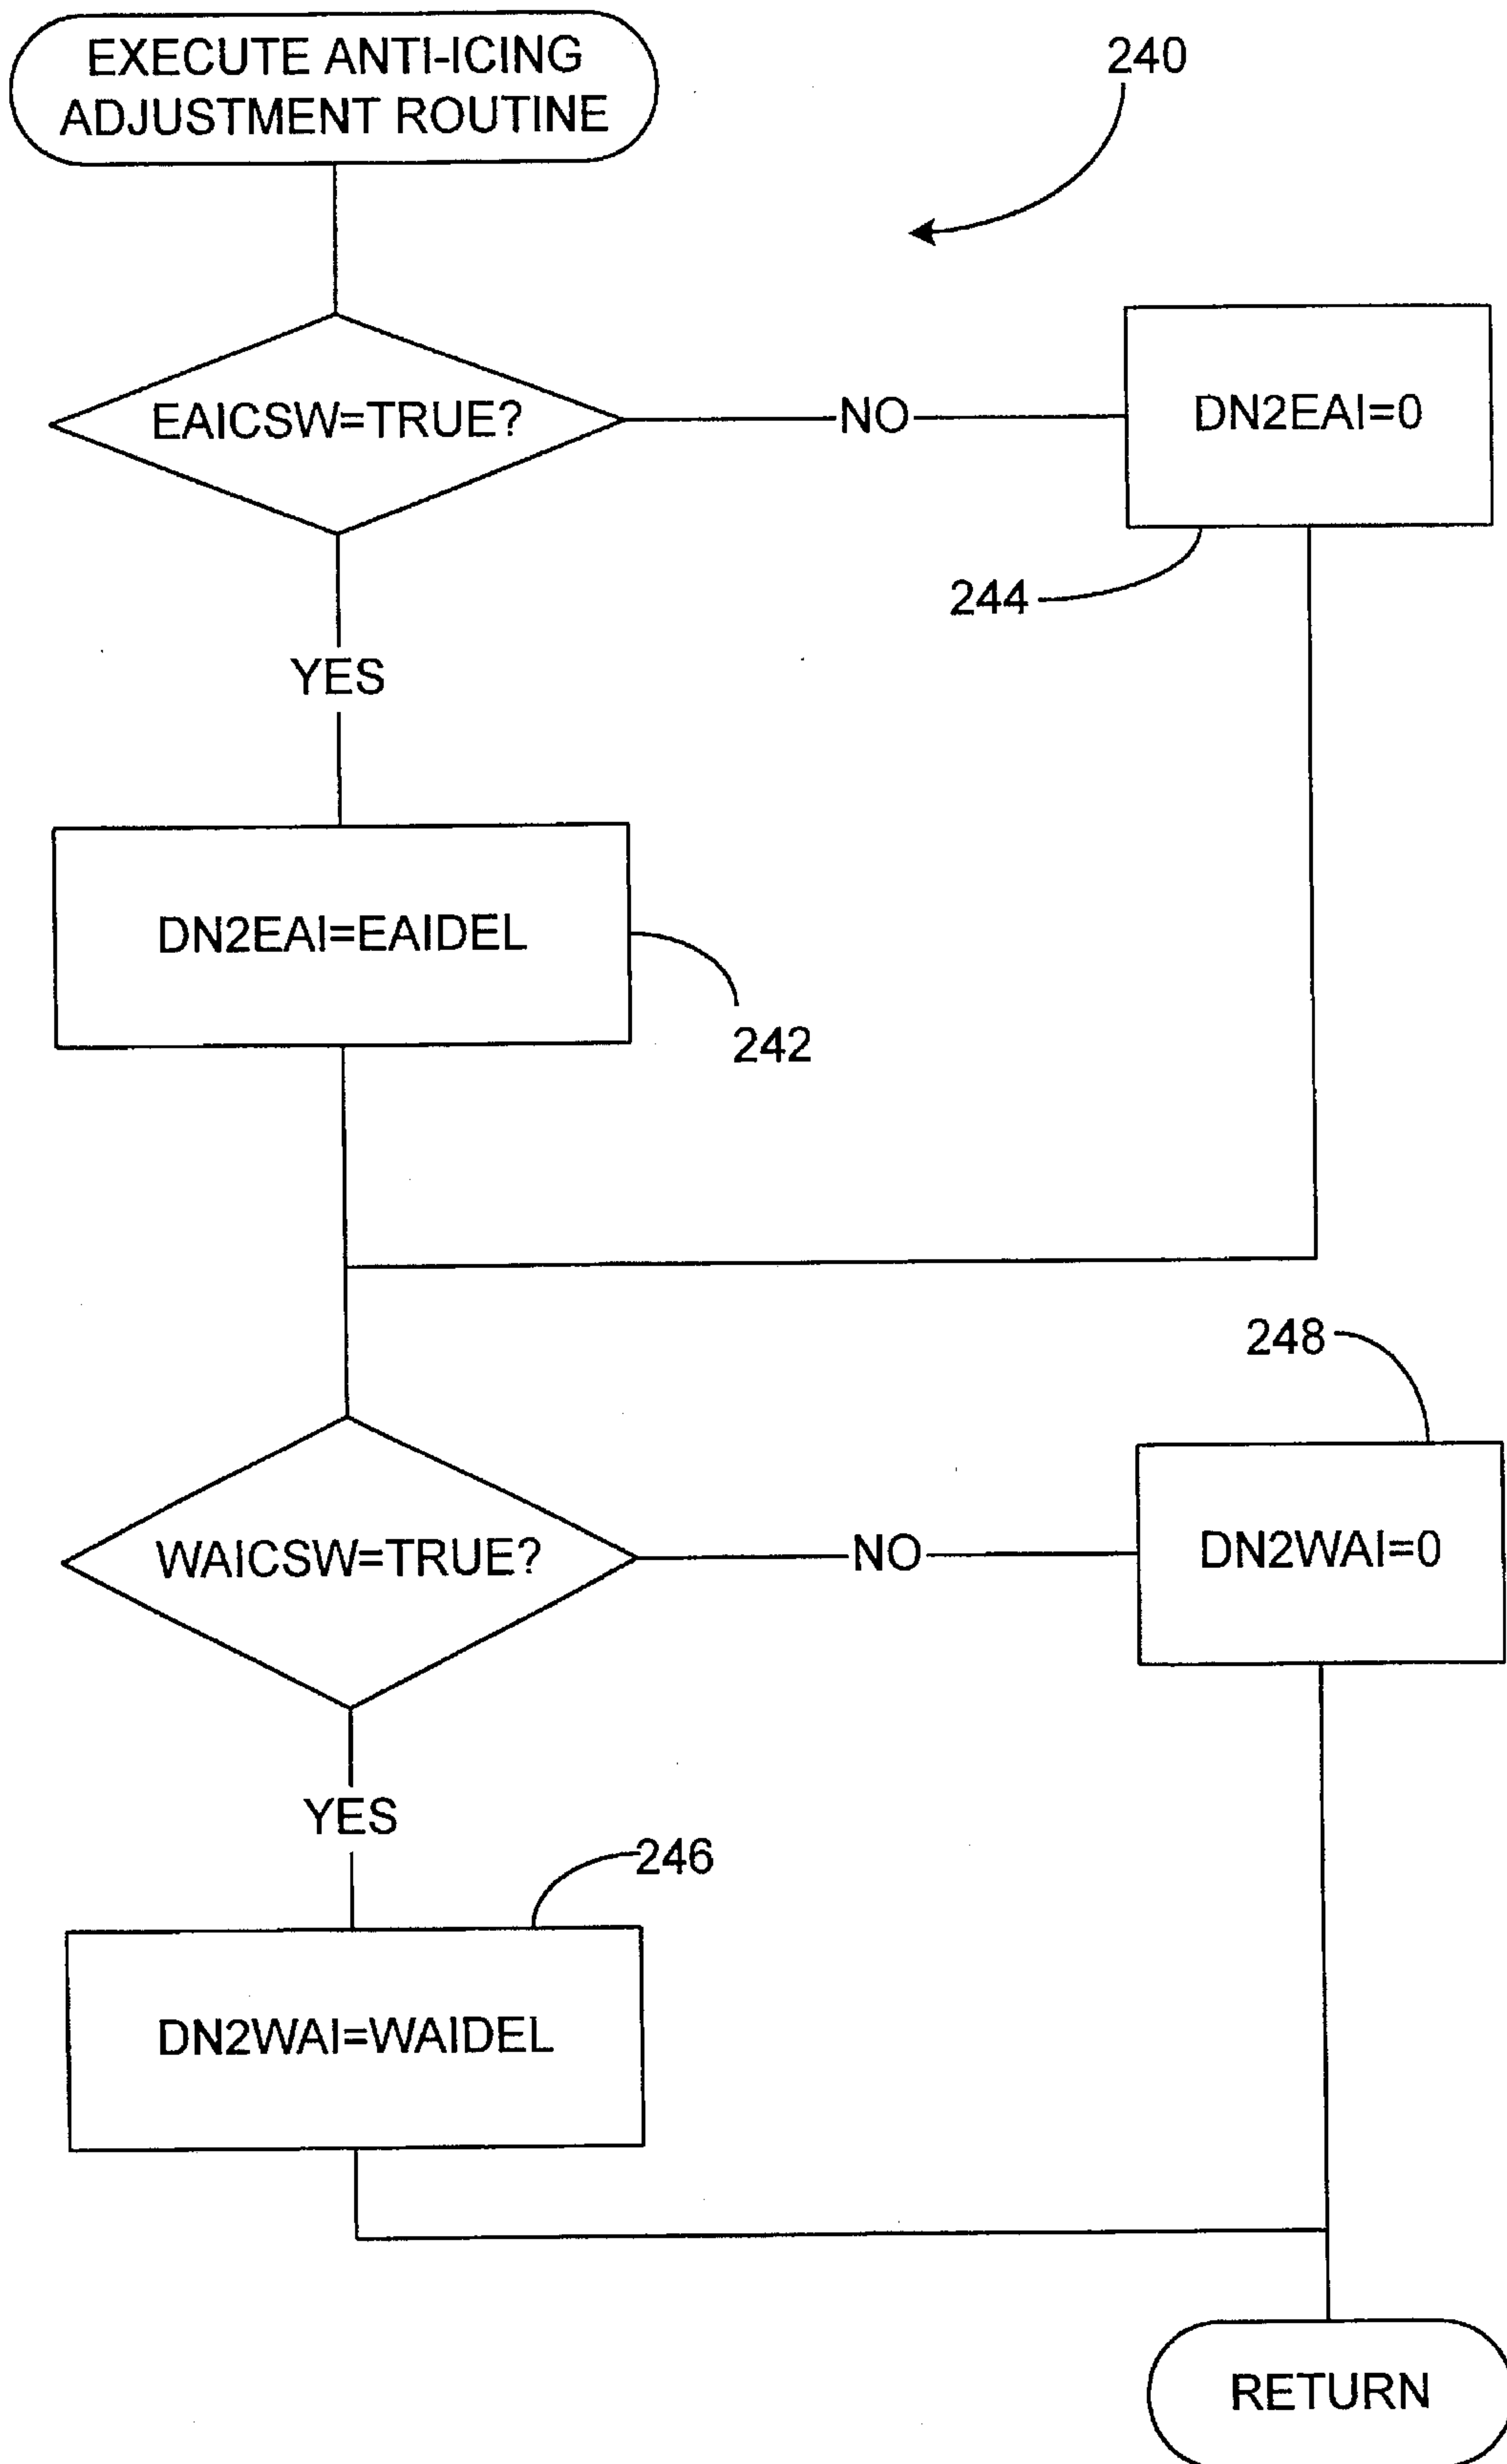 EXECUTE ANTI-ICING
ADJUSTMENT ROUTINE
240
EAICSW=TRUE?
NO
DN2EAI=0
244
YES
DN2EAI=EAIDEL
242
248
WAICSW=TRUE?
NO
DN2WAI=0
YES
246
DN2WAI=WAIDEL
RETURN